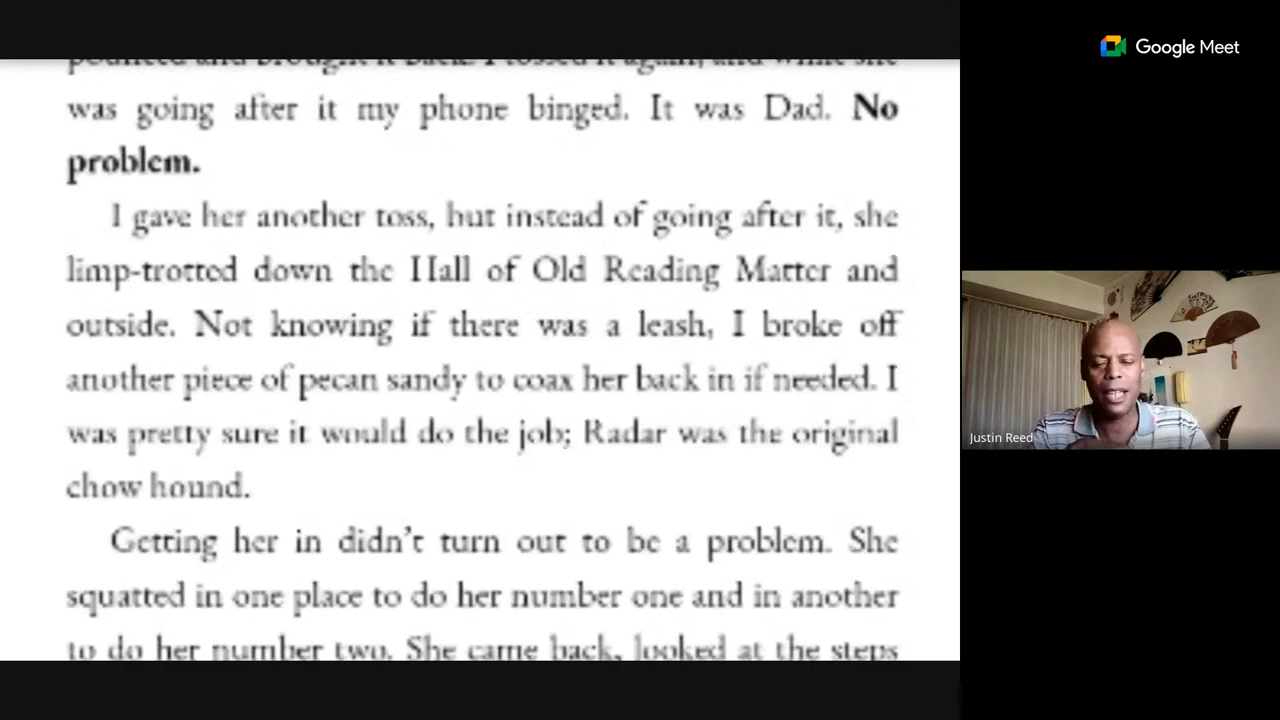 was going after it my phone binged. It was Dad. No
problem.
I gave her another toss, but instead of going after it, she
limp-trotted down the Hall of Old Reading Matter and
outside. Not knowing if there was a leash, I broke off
another piece of pecan sandy to coax her back in if needed. I
was pretty sure it would do the job; Radar was the original
chow hound.
Getting her in didn't turn out to be a problem. She
squatted in one place to do her number one and in another
to do her number two. She came back, looked at the steps
Google Meet
Justin Reed